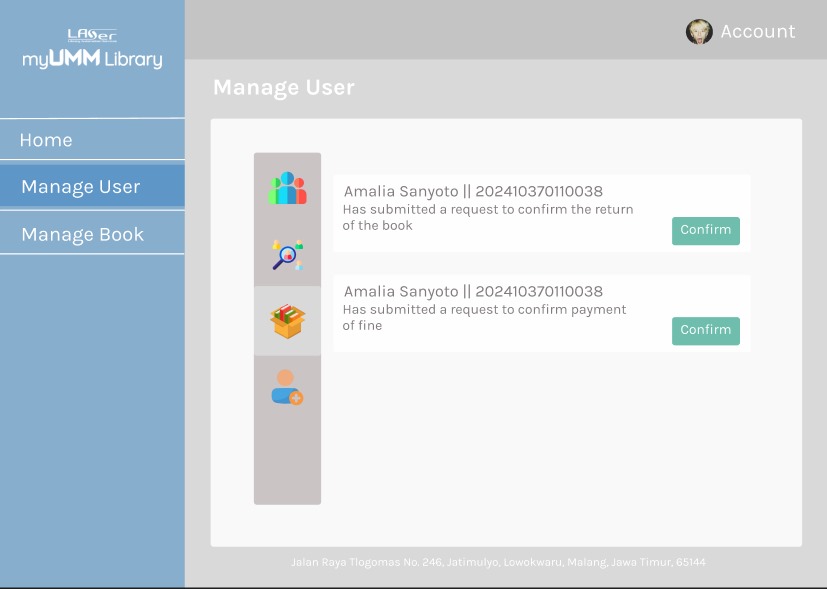 LASer
myUMM Library
Account
Manage User
Home
Manage User
Manage Book
Amalia Sanyoto || 202410370110038
Has submitted a request to confirm the return
of the book
Confirm
Amalia Sanyoto || 202410370110038
Has submitted a request to confirm payment
of fine
Confirm
Jalan Raya Tlogomas No. 246, Jatimulyo, Lowokwaru, Malang, Jawa Timur, 65144